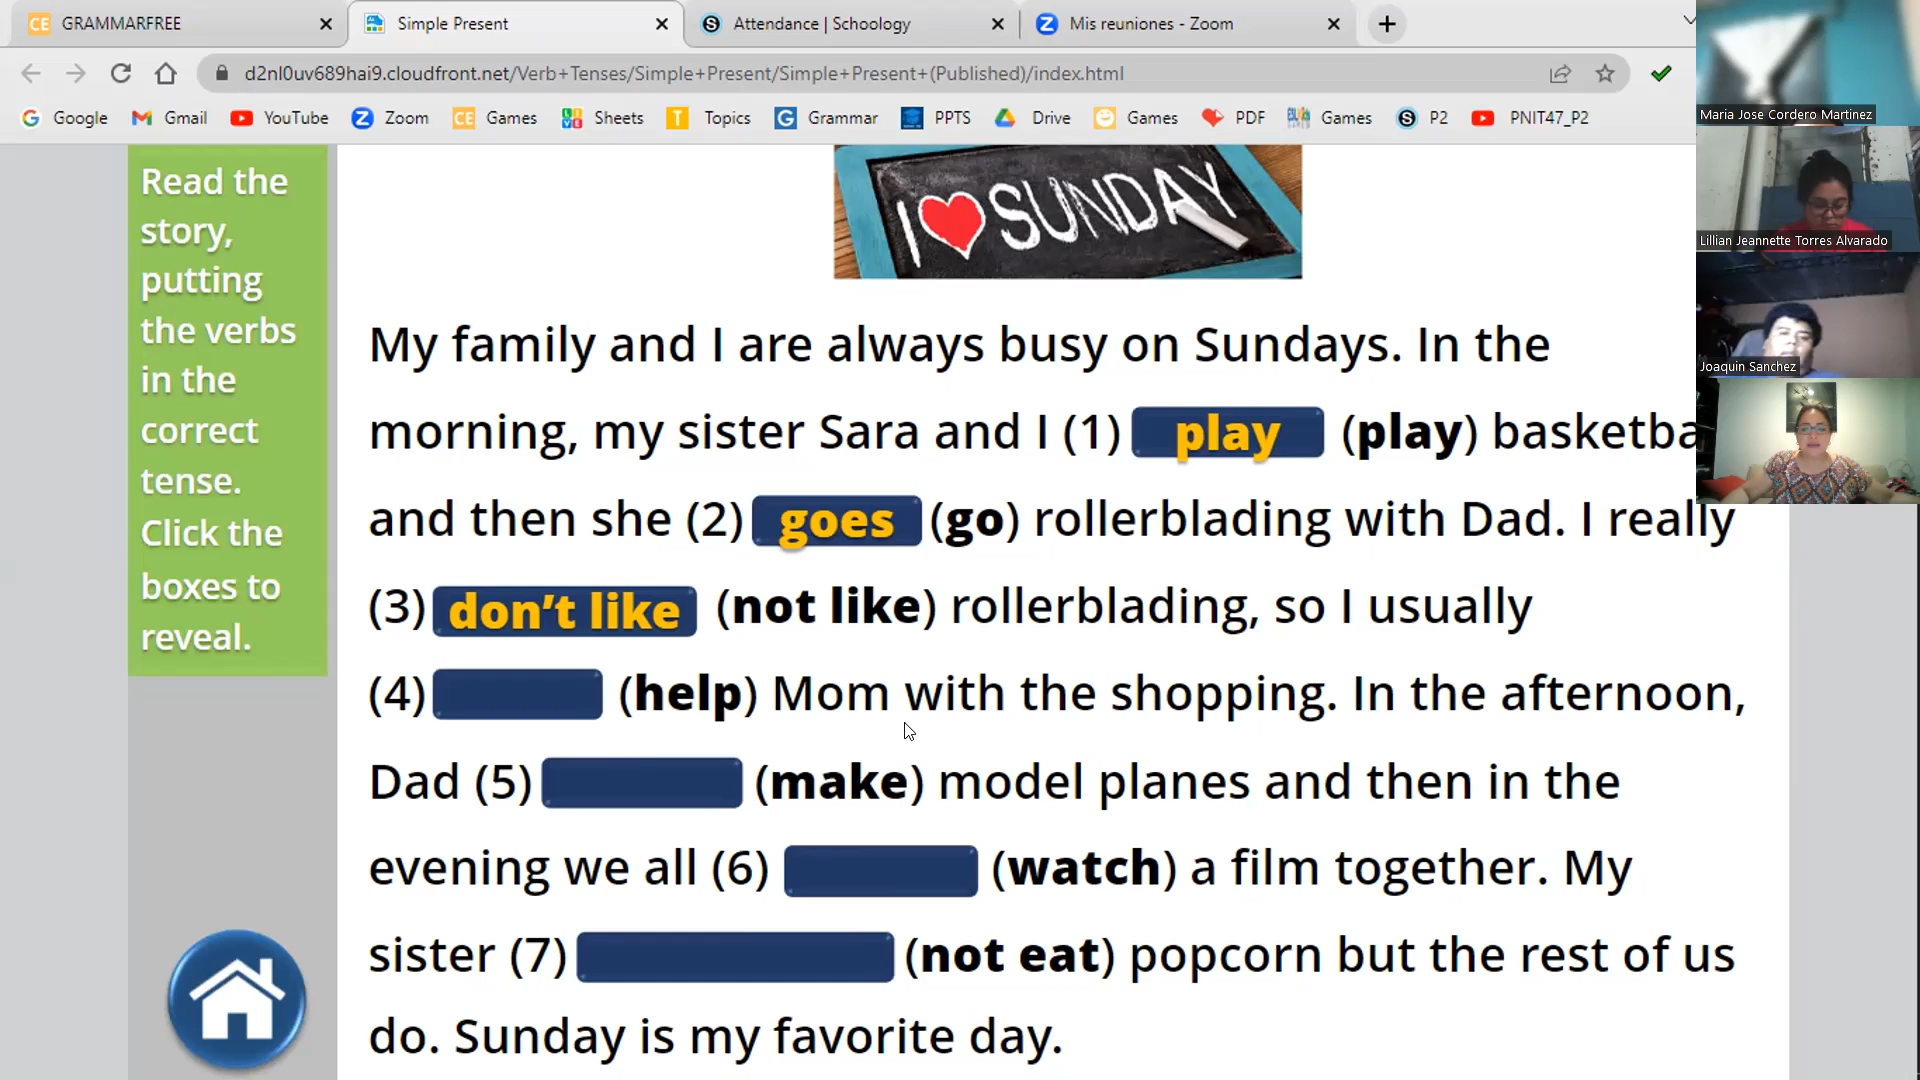 GRAMMARFREE
Simple Present
Attendance | Schoology
Mis reuniones - Zoom
d2nl0uv689hai9.cloudfront.net/Verb+Tenses/Simple+Present/Simple+Present+(Published)/index.html
Google Gmail YouTube Zoom CE Games Sheets T Topics Grammar PPTS Drive Games PDF Games P2 PNIT47_P2
Maria Jose Cordero Martinez
Lillian Jeannette Torres Alvarado
Joaquin Sanchez
Read the
story,
putting
the verbs
in the
correct
tense.
Click the
boxes to
reveal.
I SUNDAY
My family and I are always busy on Sundays. In the
morning, my sister Sara and I (1) play (play) basketba
and then she (2) goes (go) rollerblading with Dad. I really
(3) don't like (not like) rollerblading, so I usually
(4) (help) Mom with the shopping. In the afternoon,
Dad (5) (make) model planes and then in the
evening we all (6) (watch) a film together. My
sister (7) (not eat) popcorn but the rest of us
do. Sunday is my favorite day.